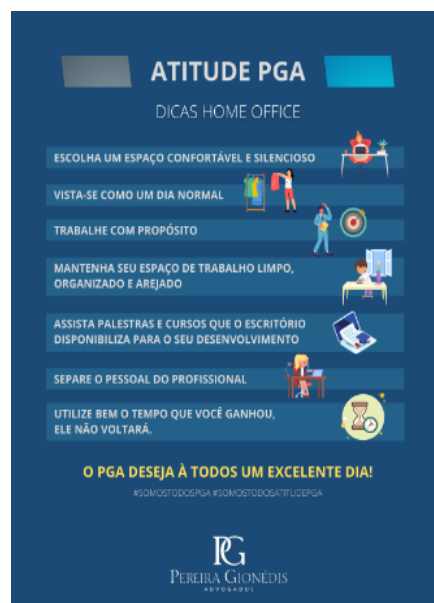 ATITUDE PGA
DICAS HOME OFFICE
ESCOLHA UM ESPAÇO CONFORTÁVEL E SILENCIOSO
VISTA-SE COMO UM DIA NORMAL
TRABALHE COM PROPÓSITO
MANTENHA SEU ESPAÇO DE TRABALHO LIMPO,
ORGANIZADO E AREJADO
ASSISTA PALESTRAS E CURSOS QUE O ESCRITÓRIO
DISPONIBILIZA PARA O SEU DESENVOLVIMENTO
SEPARE O PESSOAL DO PROFISSIONAL
UTILIZE BEM O TEMPO QUE VOCÊ GANHOU,
ELE NÃO VOLTARÁ.
O PGA DESEJA À TODOS UM EXCELENTE DIA!
#SOMOSTODOSPGA #SOMOSTODOSATITUDEPGA
PG
PEREIRA GIONÉDIS
ADVOGADOS